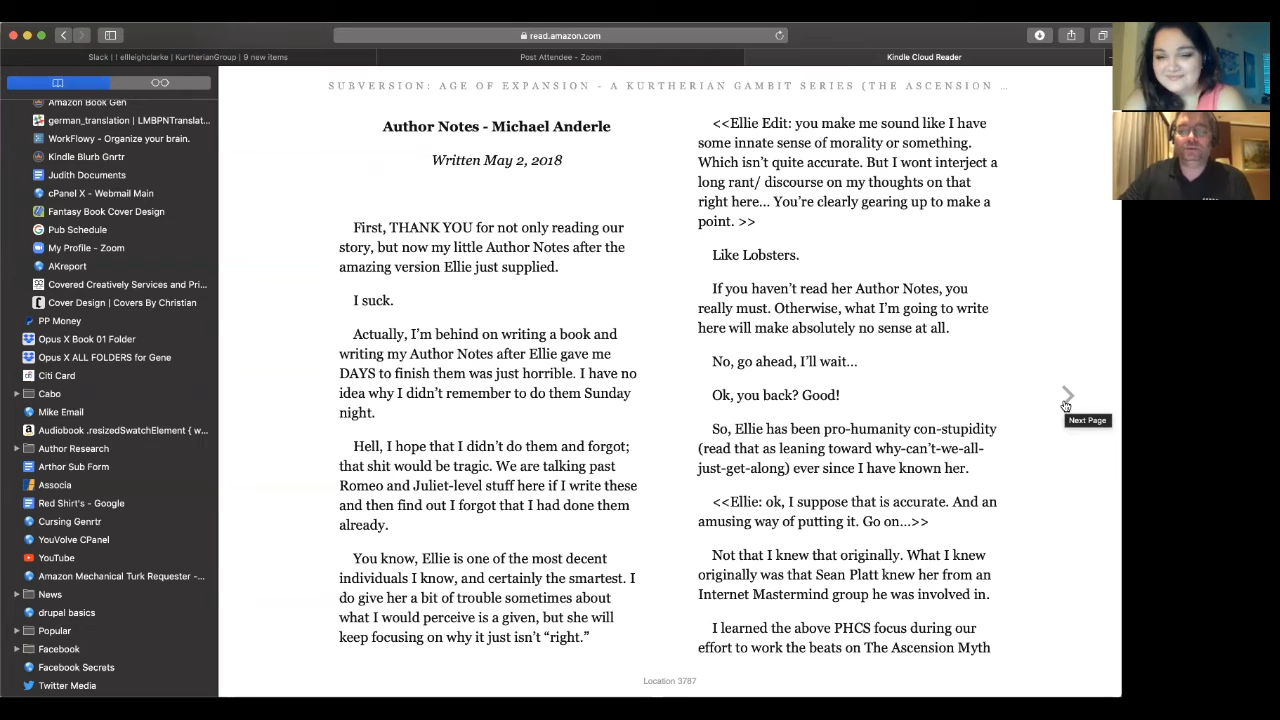 read.amazon.com
Slack | ! ellleighclarke | KurtherianGroup | 9 new items
Post Attendee - Zoom
Kindle Cloud Reader
Amazon Book Gen
german_translation | LMBPNTranslat...
WorkFlowy - Organize your brain.
Kindle Blurb Gnrtr
Judith Documents
cPanel X - Webmail Main
Fantasy Book Cover Design
Pub Schedule
My Profile - Zoom
AKreport
Covered Creatively Services and Pri...
Cover Design | Covers By Christian
PP Money
Opus X Book 01 Folder
Opus X ALL FOLDERS for Gene
Citi Card
Cabo
Mike Email
Audiobook .resizedSwatchElement { w...
Author Research
Arthor Sub Form
Associa
Red Shirt's - Google
Cursing Genrtr
YouVolve CPanel
YouTube
Amazon Mechanical Turk Requester -...
News
drupal basics
Popular
Facebook
Facebook Secrets
Twitter Media
SUBVERSION: AGE OF EXPANSION - A KURTHERIAN GAMBIT SERIES (THE ASCENSION ...
Author Notes - Michael Anderle
Written May 2, 2018
First, THANK YOU for not only reading our
story, but now my little Author Notes after the
amazing version Ellie just supplied.
I suck.
Actually, I'm behind on writing a book and
writing my Author Notes after Ellie gave me
DAYS to finish them was just horrible. I have no
idea why I didn't remember to do them Sunday
night.
Hell, I hope that I didn't do them and forgot;
that shit would be tragic. We are talking past
Romeo and Juliet-level stuff here if I write these
and then find out I forgot that I had done them
already.
You know, Ellie is one of the most decent
individuals I know, and certainly the smartest. I
do give her a bit of trouble sometimes about
what I would perceive is a given, but she will
keep focusing on why it just isn't “right.”
<<Ellie Edit: you make me sound like I have
some innate sense of morality or something.
Which isn't quite accurate. But I wont interject a
long rant/ discourse on my thoughts on that
right here... You're clearly gearing up to make a
point. >>
Like Lobsters.
If you haven't read her Author Notes, you
really must. Otherwise, what I'm going to write
here will make absolutely no sense at all.
No, go ahead, I'll wait...
Ok, you back? Good!
So, Ellie has been pro-humanity con-stupidity
(read that as leaning toward why-can't-we-all-
just-get-along) ever since I have known her.
<<Ellie: ok, I suppose that is accurate. And an
amusing way of putting it. Go on...>>
Not that I knew that originally. What I knew
originally was that Sean Platt knew her from an
Internet Mastermind group he was involved in.
I learned the above PHCS focus during our
effort to work the beats on The Ascension Myth
Next Page
Location 3787